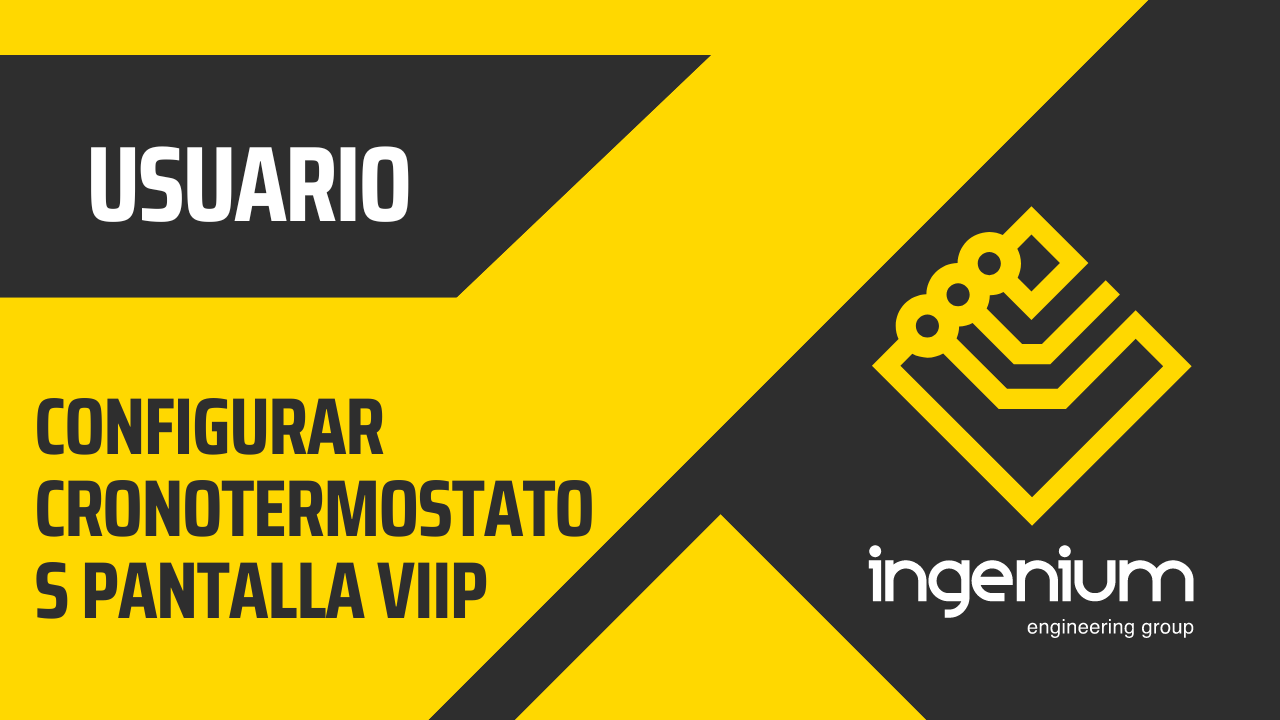 USUARIO
CONFIGURAR
CRONOTERMOSTATO
S PANTALLA VIIP
ingenium
engineering group